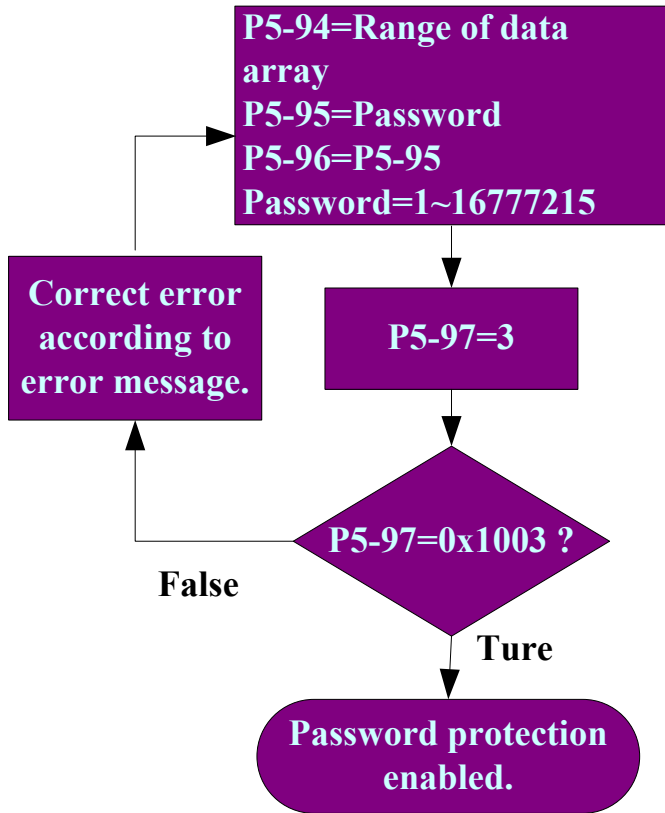 P5-94=Range of data
array
P5-95=Password
P5-96=P5-95
Password=1~16777215
Correct error
according to
error message.
P5-97=3
P5-97=0x1003 ?
False
Ture
Password protection
enabled.